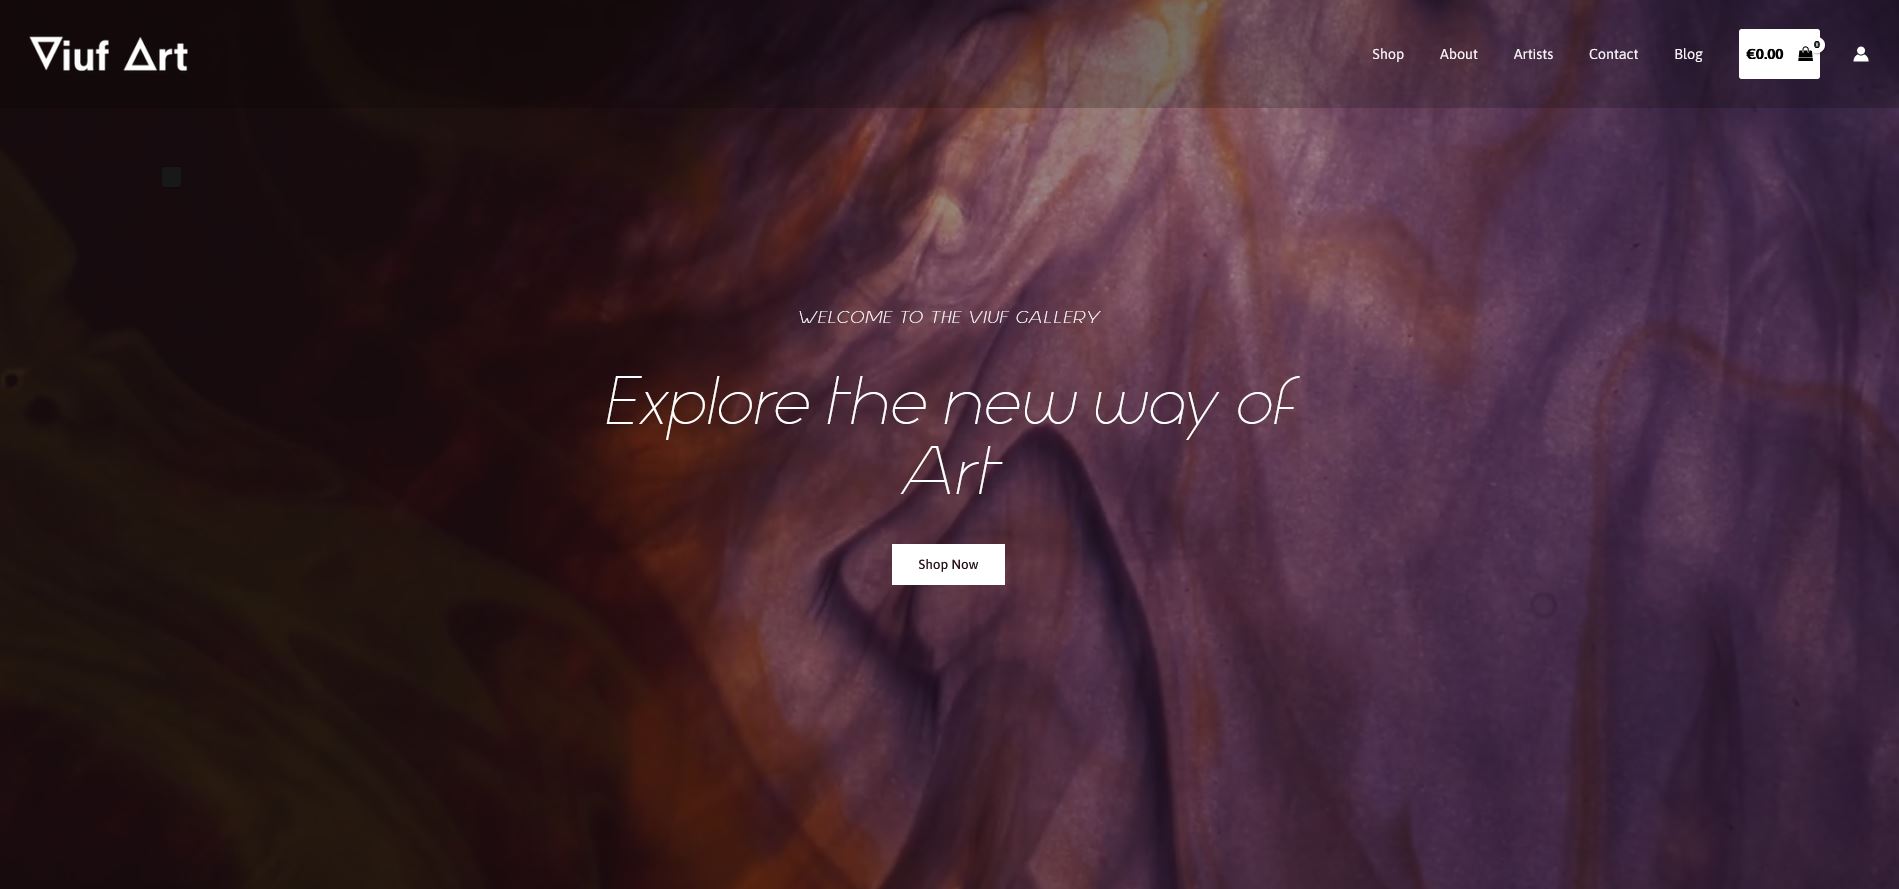 Viuf Art
Shop About Artists Contact Blog €0.00 0
WELCOME TO THE VIUF GALLERY
Explore the new way of
Art
Shop Now